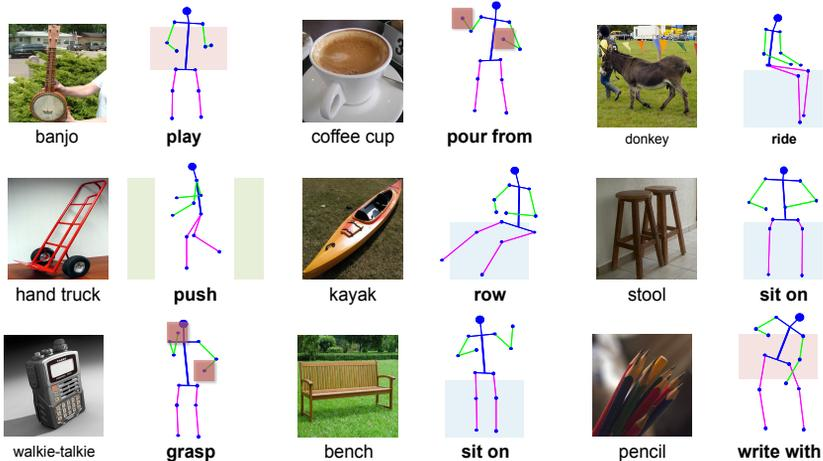 banjo
play
coffee cup
pour from
donkey
ride
hand truck
push
kayak
row
stool
sit on
walkie-talkie
grasp
bench
sit on
pencil
write with